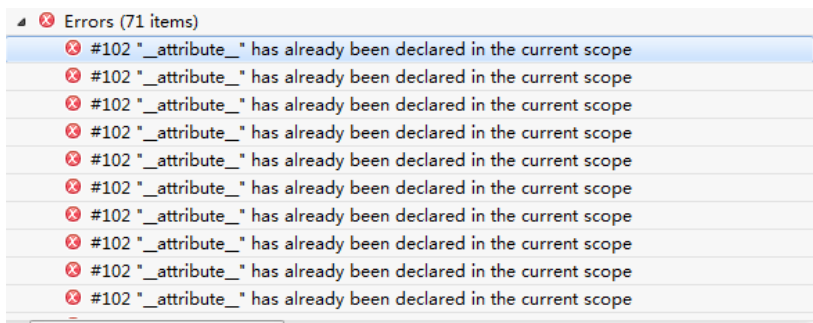 Errors (71 items)
#102 "__attribute__" has already been declared in the current scope
#102 "__attribute__" has already been declared in the current scope
#102 "__attribute__" has already been declared in the current scope
#102 "__attribute__" has already been declared in the current scope
#102 "__attribute__" has already been declared in the current scope
#102 "__attribute__" has already been declared in the current scope
#102 "__attribute__" has already been declared in the current scope
#102 "__attribute__" has already been declared in the current scope
#102 "__attribute__" has already been declared in the current scope
#102 "__attribute__" has already been declared in the current scope